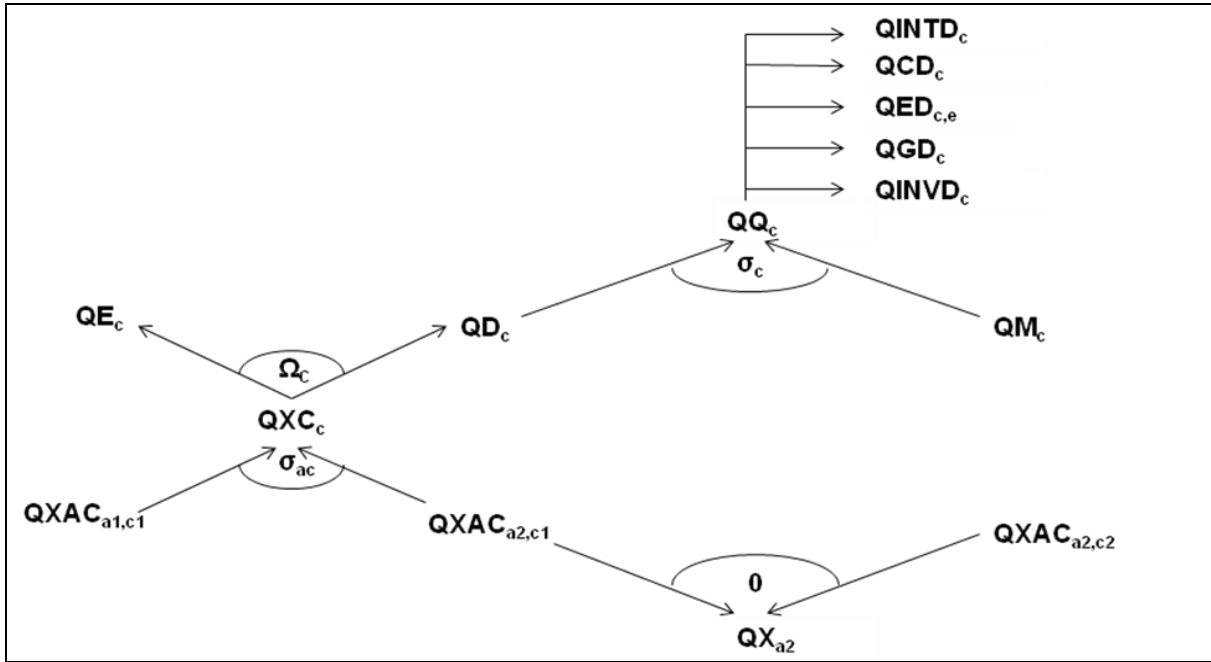 QINTDc
QCDc
QEDc,e
QGDc
QINVDc
QQc
σc
QEc
QDc
QMc
ΩC
QXCc
σac
QXACa1,c1
QXACa2,c1
QXACa2,c2
0
QXa2